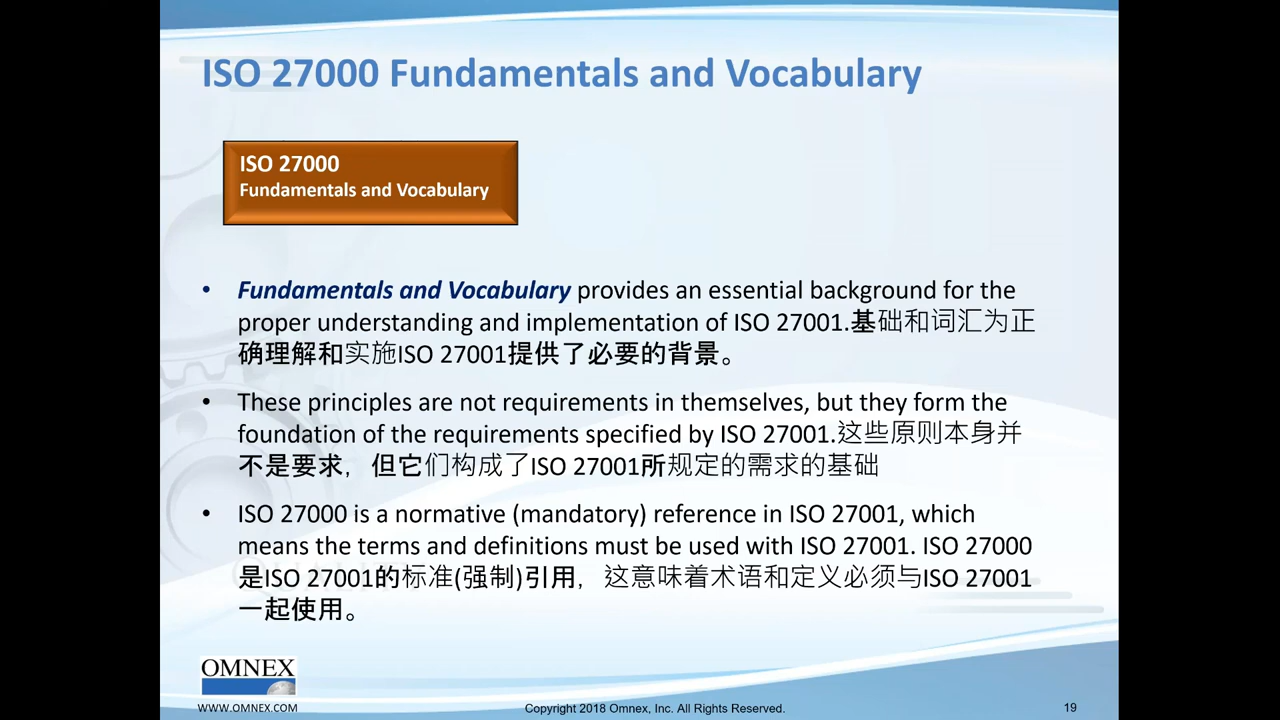 ISO 27000 Fundamentals and Vocabulary
ISO 27000
Fundamentals and Vocabulary
• Fundamentals and Vocabulary provides an essential background for the
proper understanding and implementation of ISO 27001.基础和词汇为正
确理解和实施ISO 27001提供了必要的背景。
• These principles are not requirements in themselves, but they form the
foundation of the requirements specified by ISO 27001.这些原则本身并
不是要求，但它们构成了ISO 27001所规定的需求的基础
• ISO 27000 is a normative (mandatory) reference in ISO 27001, which
means the terms and definitions must be used with ISO 27001. ISO 27000
是ISO 27001的标准(强制)引用，这意味着术语和定义必须与ISO 27001
一起使用。
OMNEX
WWW.OMNEX.COM
Copyright 2018 Omnex, Inc. All Rights Reserved.
19